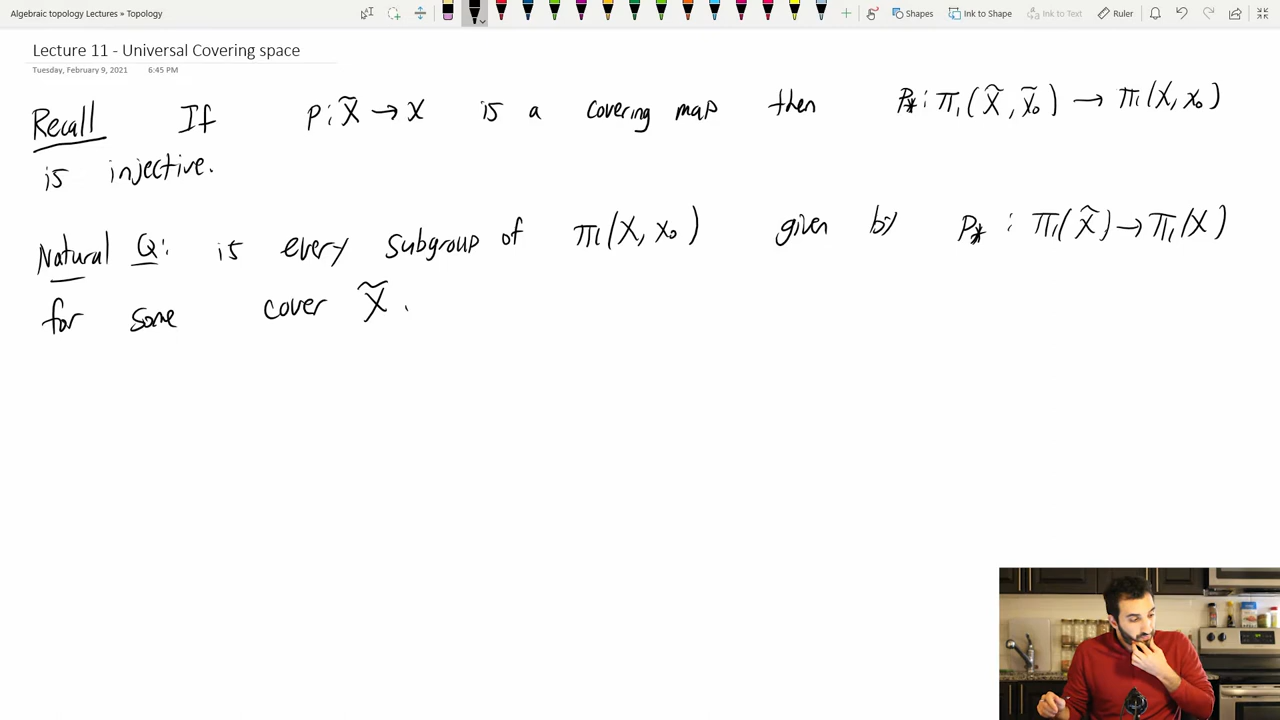 Algebraic topology Lectures » Topology
Shapes
Ink to Shape
Ink to Text
Ruler
Lecture 11 - Universal Covering space
Tuesday, February 9, 2021 6:45 PM
Recall If p : X̃ → X is a covering map then p* : π₁(X̃, x̃₀) → π₁(X, x₀)
is injective.
Natural Q: is every subgroup of π₁(X, x₀) given by p* : π₁(X̃) → π₁(X)
for some cover X̃ .